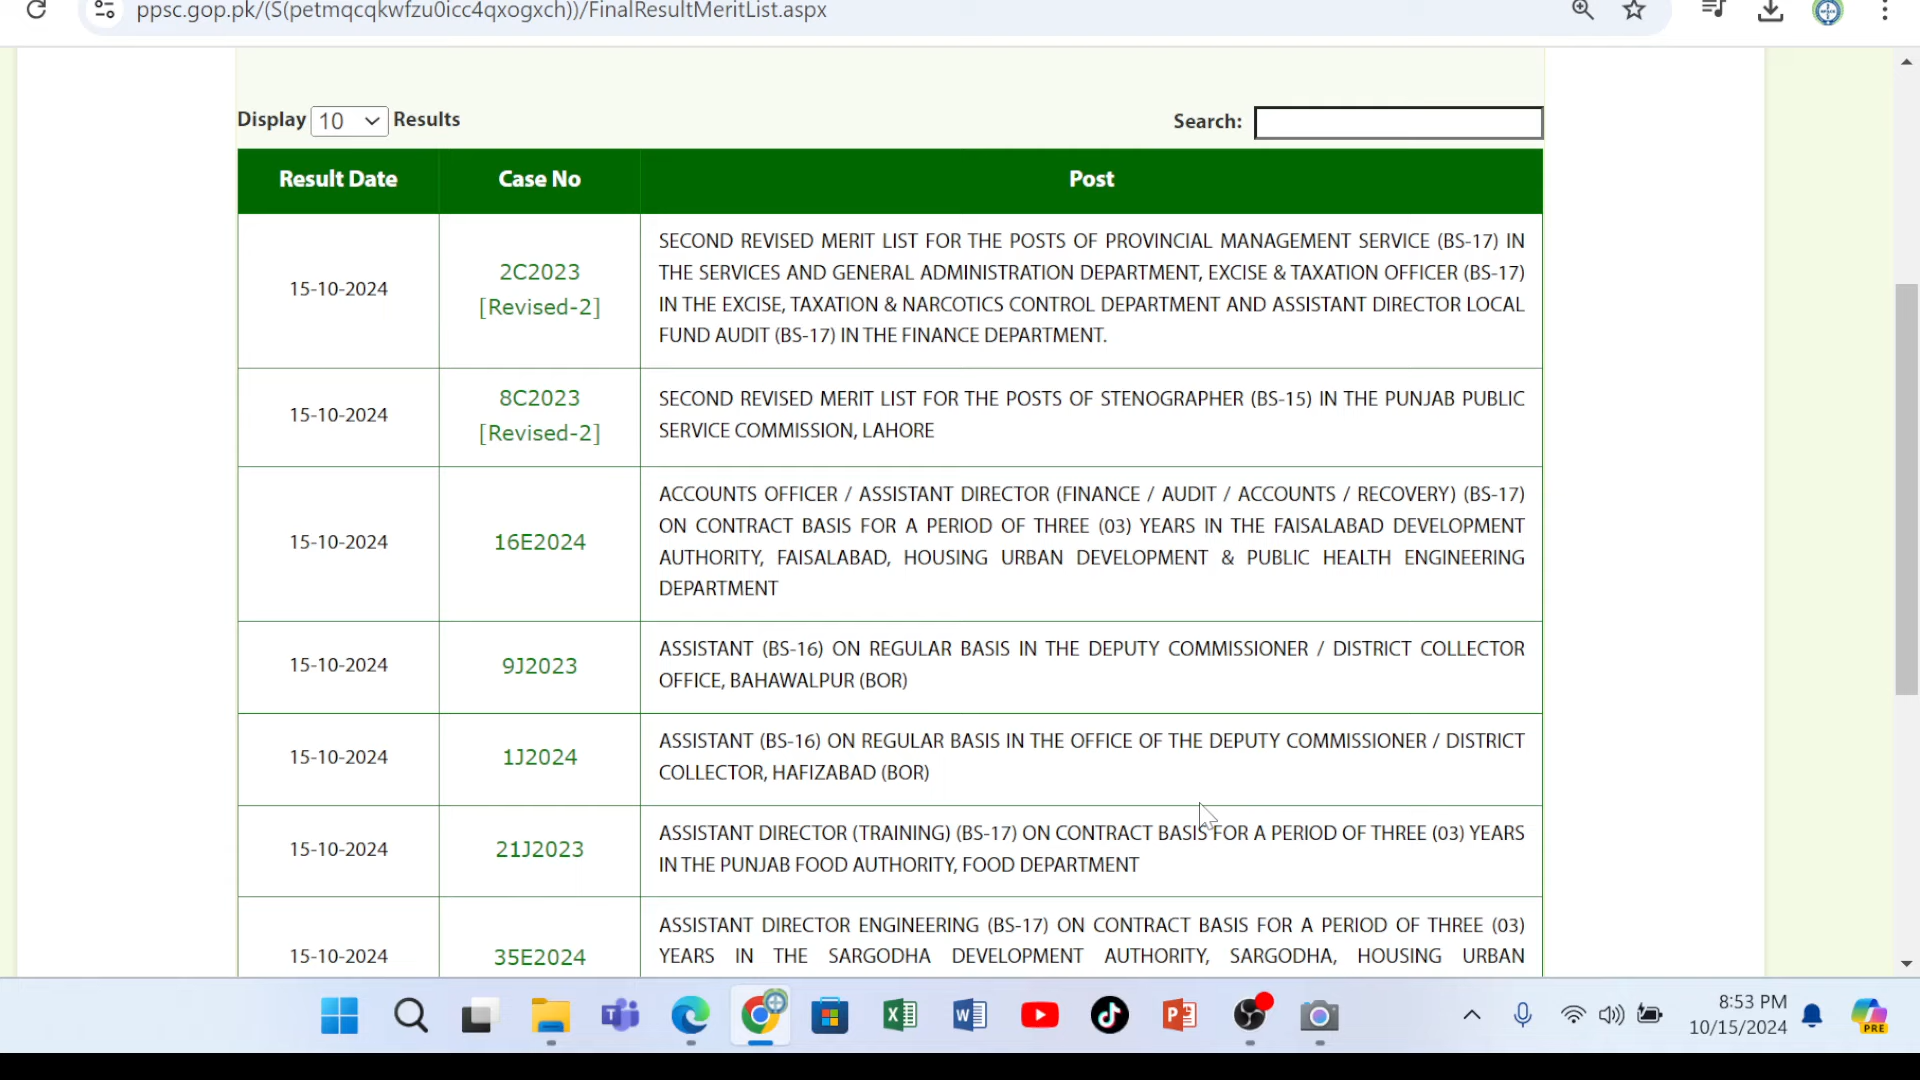 ppsc.gop.pk/(S(petmqcqkwfzu0icc4qxogxch))/FinalResultMeritList.aspx
Display 10 Results
Search:
Result Date Case No Post
15-10-2024
2C2023
[Revised-2]
SECOND REVISED MERIT LIST FOR THE POSTS OF PROVINCIAL MANAGEMENT SERVICE (BS-17) IN
THE SERVICES AND GENERAL ADMINISTRATION DEPARTMENT, EXCISE & TAXATION OFFICER (BS-17)
IN THE EXCISE, TAXATION & NARCOTICS CONTROL DEPARTMENT AND ASSISTANT DIRECTOR LOCAL
FUND AUDIT (BS-17) IN THE FINANCE DEPARTMENT.
15-10-2024
8C2023
[Revised-2]
SECOND REVISED MERIT LIST FOR THE POSTS OF STENOGRAPHER (BS-15) IN THE PUNJAB PUBLIC
SERVICE COMMISSION, LAHORE
15-10-2024
16E2024
ACCOUNTS OFFICER / ASSISTANT DIRECTOR (FINANCE / AUDIT / ACCOUNTS / RECOVERY) (BS-17)
ON CONTRACT BASIS FOR A PERIOD OF THREE (03) YEARS IN THE FAISALABAD DEVELOPMENT
AUTHORITY, FAISALABAD, HOUSING URBAN DEVELOPMENT & PUBLIC HEALTH ENGINEERING
DEPARTMENT
15-10-2024
9J2023
ASSISTANT (BS-16) ON REGULAR BASIS IN THE DEPUTY COMMISSIONER / DISTRICT COLLECTOR
OFFICE, BAHAWALPUR (BOR)
15-10-2024
1J2024
ASSISTANT (BS-16) ON REGULAR BASIS IN THE OFFICE OF THE DEPUTY COMMISSIONER / DISTRICT
COLLECTOR, HAFIZABAD (BOR)
15-10-2024
21J2023
ASSISTANT DIRECTOR (TRAINING) (BS-17) ON CONTRACT BASIS FOR A PERIOD OF THREE (03) YEARS
IN THE PUNJAB FOOD AUTHORITY, FOOD DEPARTMENT
15-10-2024
35E2024
ASSISTANT DIRECTOR ENGINEERING (BS-17) ON CONTRACT BASIS FOR A PERIOD OF THREE (03)
YEARS IN THE SARGODHA DEVELOPMENT AUTHORITY, SARGODHA, HOUSING URBAN
8:53 PM
10/15/2024
PRE